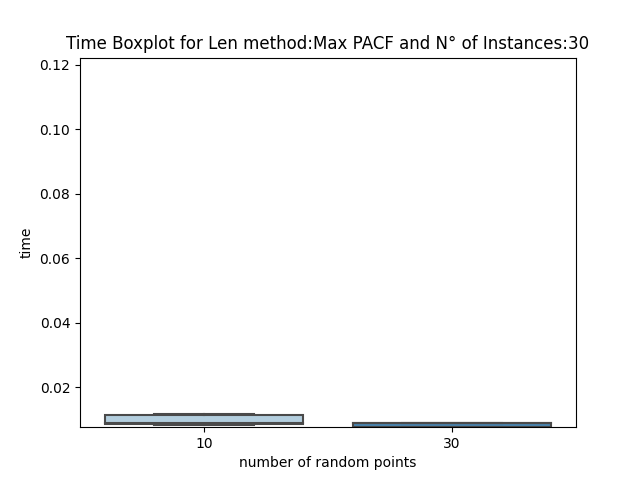 Time Boxplot for Len method:Max PACF and N° of Instances:30
0.12
0.10
0.08
0.06
0.04
0.02
time
10
30
number of random points